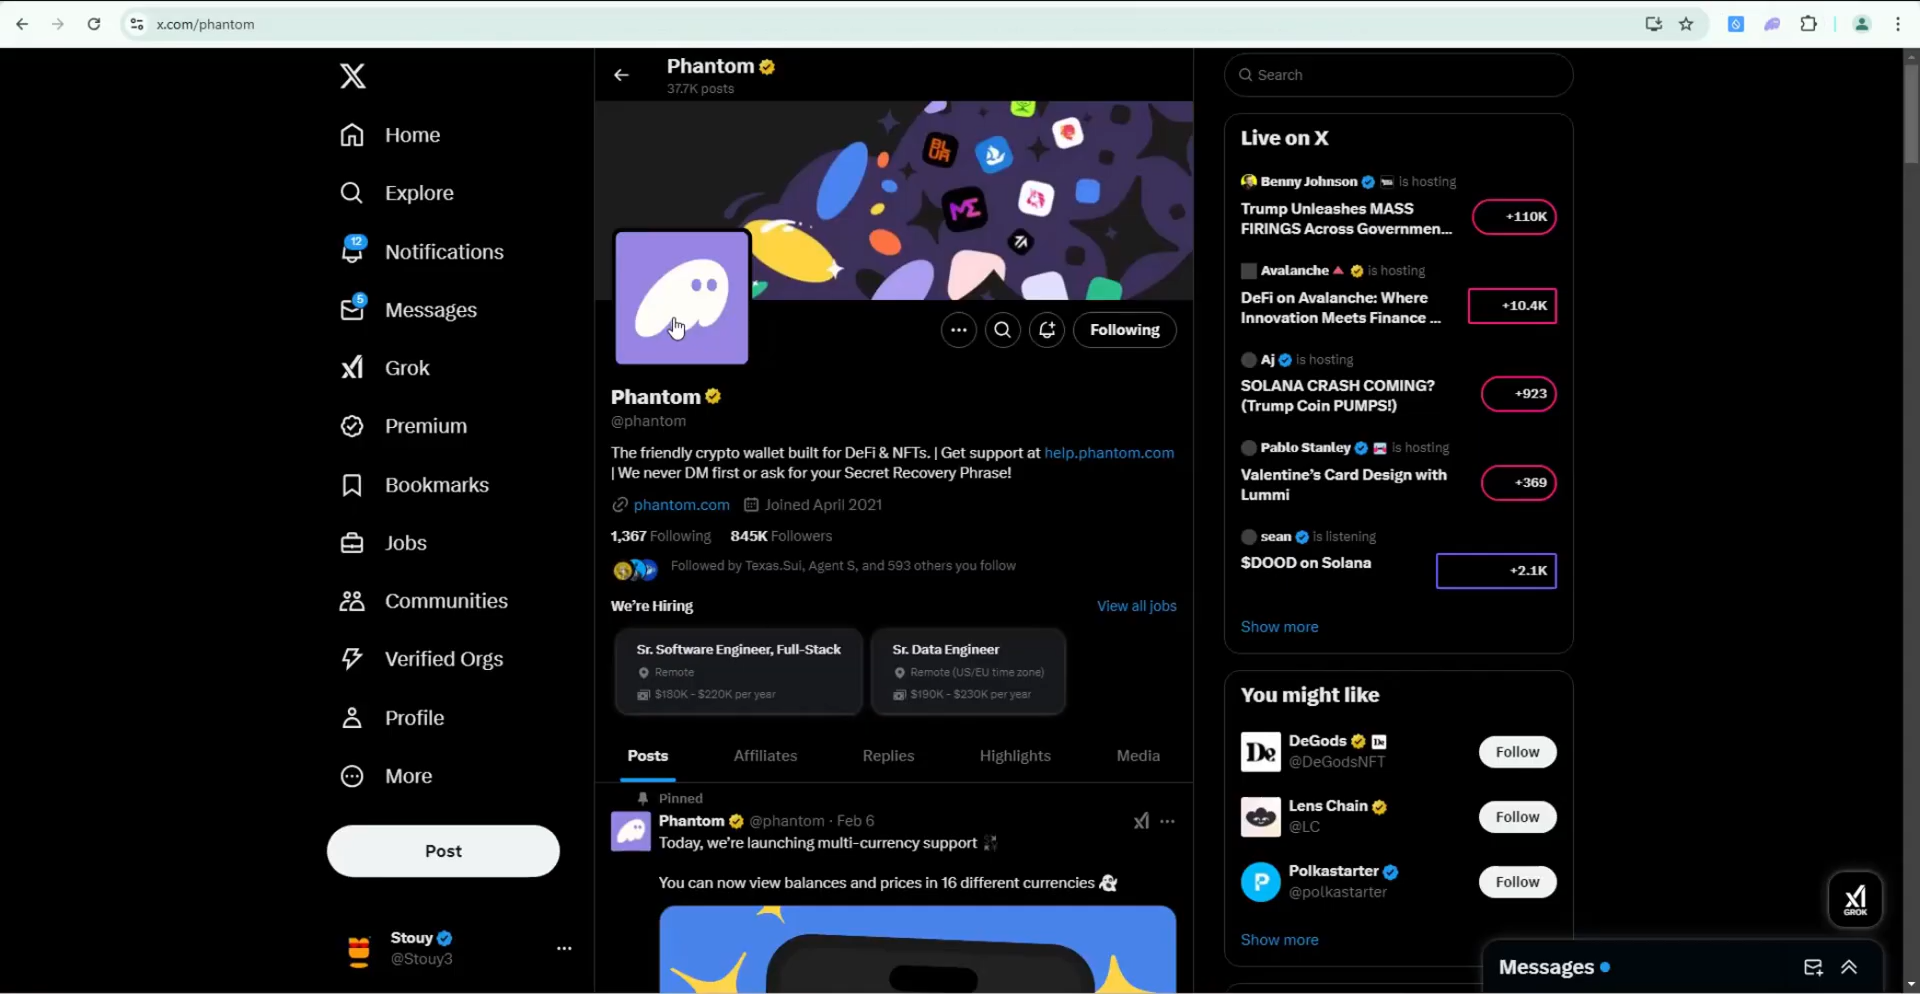 x.com/phantom
Home
Explore
12
Notifications
5
Messages
Grok
Premium
Bookmarks
Jobs
Communities
Verified Orgs
Profile
More
Post
Stouy
@Stouy3
Phantom
37.7K posts
BLUR
ME
Following
Phantom
@phantom
The friendly crypto wallet built for DeFi & NFTs. | Get support at help.phantom.com
| We never DM first or ask for your Secret Recovery Phrase!
phantom.com Joined April 2021
1,367 Following 845K Followers
Followed by Texas.Sui, Agent S, and 593 others you follow
We're Hiring View all jobs
Sr. Software Engineer, Full-Stack
Remote
$180K - $220K per year
Sr. Data Engineer
Remote (US/EU time zone)
$190K - $230K per year
Posts Affiliates Replies Highlights Media
Pinned
Phantom @phantom · Feb 6
Today, we're launching multi-currency support
You can now view balances and prices in 16 different currencies
Search
Live on X
Benny Johnson is hosting
Trump Unleashes MASS
FIRINGS Across Governmen...
+110K
Avalanche is hosting
DeFi on Avalanche: Where
Innovation Meets Finance ...
+10.4K
Aj is hosting
SOLANA CRASH COMING?
(Trump Coin PUMPS!)
+923
Pablo Stanley is hosting
Valentine's Card Design with
Lummi
+369
sean is listening
$DOOD on Solana
+2.1K
Show more
You might like
De
DeGods De
@DeGodsNFT
Follow
Lens Chain
@LC
Follow
P
Polkastarter
@polkastarter
Follow
Show more
GROK
Messages